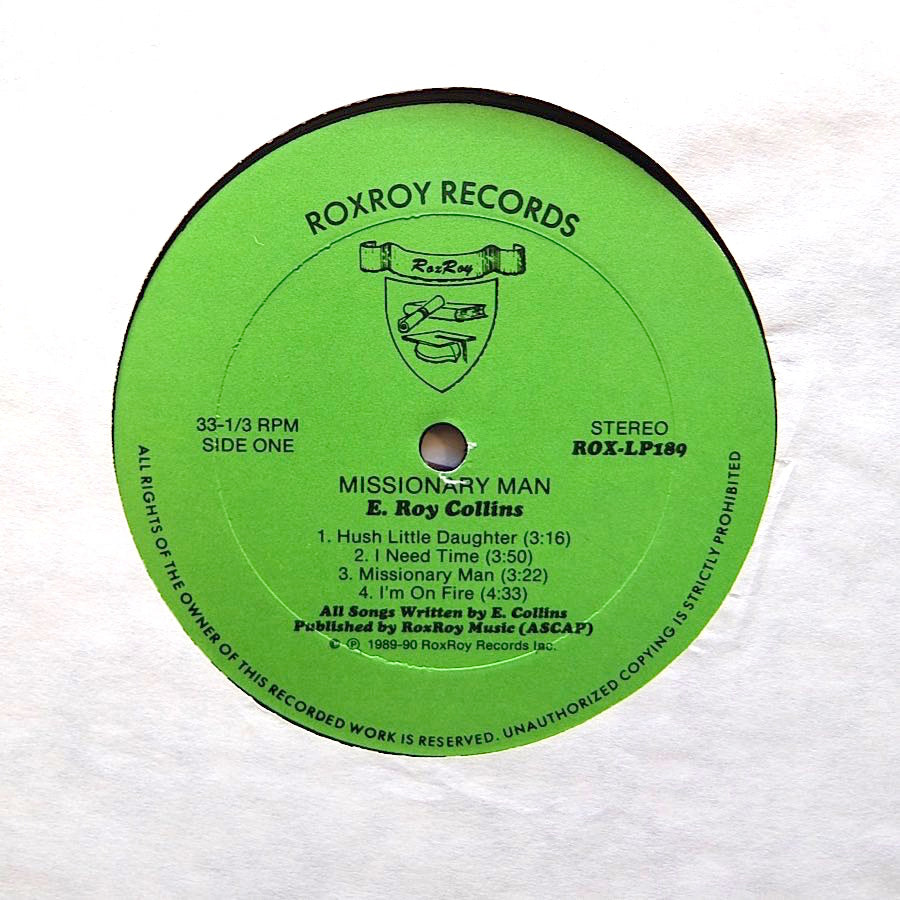 ROXROY RECORDS
RoxRoy
33-1/3 RPM
SIDE ONE
STEREO
ROX-LP189
MISSIONARY MAN
E. Roy Collins
1. Hush Little Daughter (3:16)
2. I Need Time (3:50)
3. Missionary Man (3:22)
4. I'm On Fire (4:33)
All Songs Written by E. Collins
Published by RoxRoy Music (ASCAP)
© ℗ 1989-90 RoxRoy Records Inc.
ALL RIGHTS OF THE OWNER OF THIS RECORDED WORK IS RESERVED. UNAUTHORIZED COPYING IS STRICTLY PROHIBITED